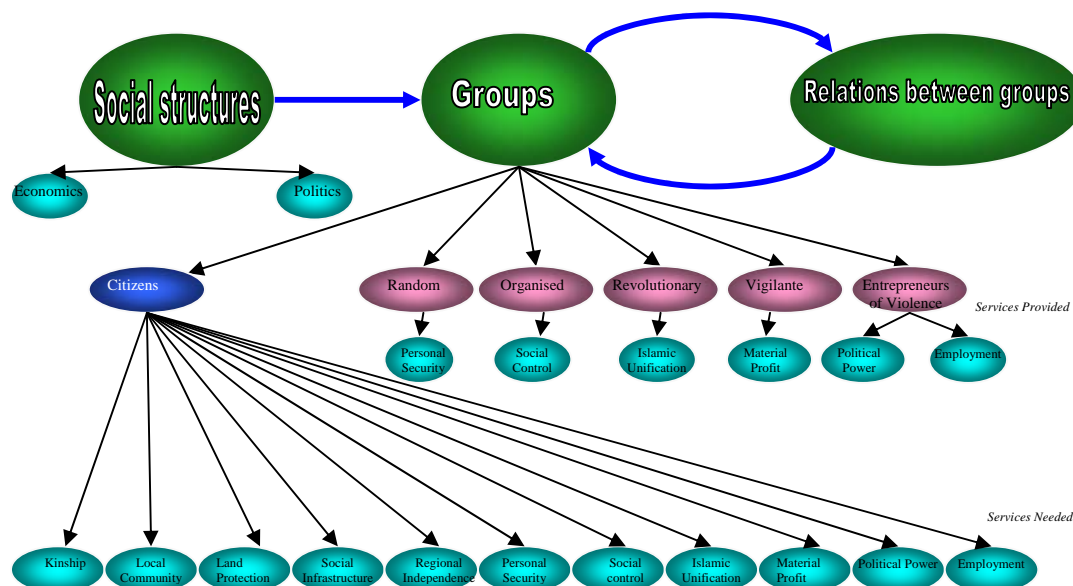 Social structures
Groups
Relations between groups
Economics
Politics
Citizens
Random
Organised
Revolutionary
Vigilante
Entrepreneurs
of Violence
Services Provided
Personal
Security
Social
Control
Islamic
Unification
Material
Profit
Political
Power
Employment
Services Needed
Kinship
Local
Community
Land
Protection
Social
Infrastructure
Regional
Independence
Personal
Security
Social
control
Islamic
Unification
Material
Profit
Political Power
Employment